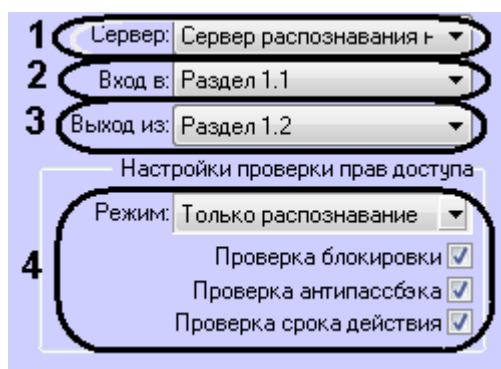 1 Сервер: Сервер распознавания н
2 Вход в: Раздел 1.1
3 Выход из: Раздел 1.2
Настройки проверки прав доступа
Режим: Только распознавание
4
Проверка блокировки
Проверка антипассбэка
Проверка срока действия